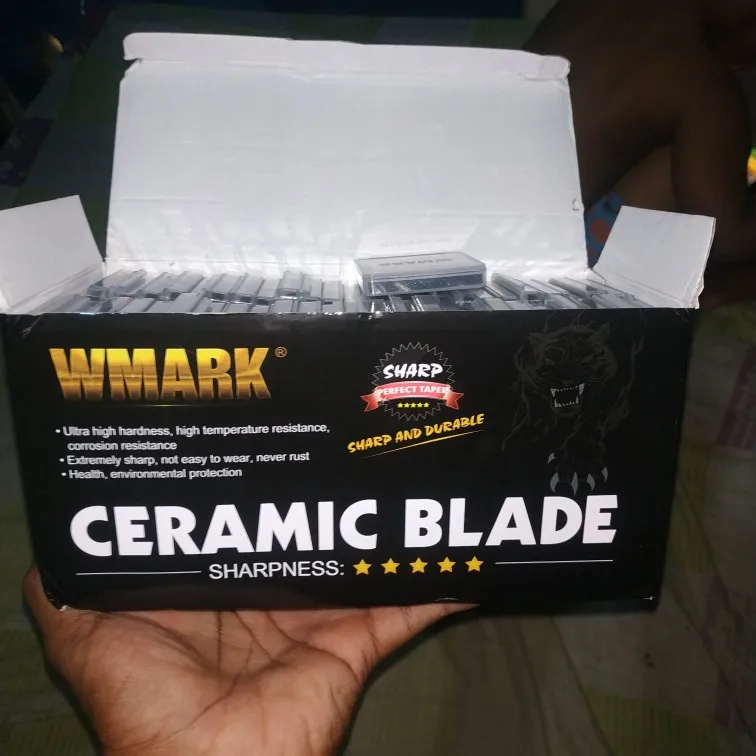 WMARK®
SHARP
PERFECT TAPER
SHARP AND DURABLE
• Ultra high hardness, high temperature resistance,
corrosion resistance
• Extremely sharp, not easy to wear, never rust
• Health, environmental protection
CERAMIC BLADE
SHARPNESS: